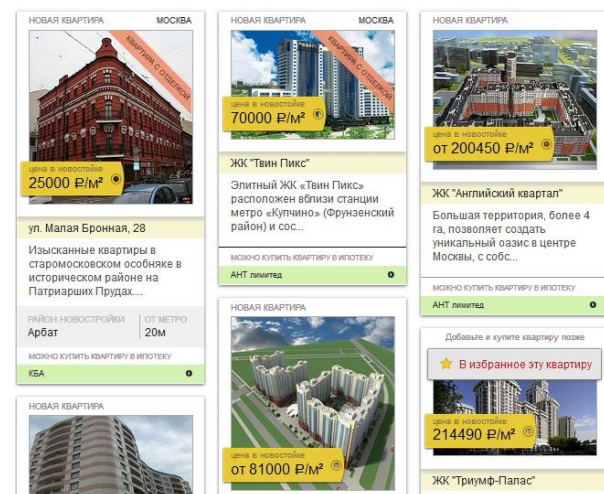 НОВАЯ КВАРТИРА МОСКВА
КВАРТИРА С ОТДЕЛКОЙ
цена в новостойке
25000 ₽/м²
ул. Малая Бронная, 28
Изысканные квартиры в
старомосковском особняке в
историческом районе на
Патриарших Прудах....
РАЙОН НОВОСТРОЙКИ ОТ МЕТРО
Арбат 20м
МОЖНО КУПИТЬ КВАРТИРУ В ИПОТЕКУ
КБА
НОВАЯ КВАРТИРА
НОВАЯ КВАРТИРА МОСКВА
КВАРТИРА С ОТДЕЛКОЙ
цена в новостойке
70000 ₽/м²
ЖК "Твин Пикс"
Элитный ЖК «Твин Пикс»
расположен вблизи станции
метро «Купчино» (Фрунзенский
район) и сос...
МОЖНО КУПИТЬ КВАРТИРУ В ИПОТЕКУ
АНТ лимитед
НОВАЯ КВАРТИРА
цена в новостойке
от 81000 ₽/м²
НОВАЯ КВАРТИРА
цена в новостойке
от 200450 ₽/м²
ЖК "Английский квартал"
Большая территория, более 4
га, позволяет создать
уникальный оазис в центре
Москвы, с собс...
МОЖНО КУПИТЬ КВАРТИРУ В ИПОТЕКУ
АНТ лимитед
Добавьте и купите квартиру позже
В избранное эту квартиру
цена в новостойке
214490 ₽/м²
ЖК "Триумф-Палас"